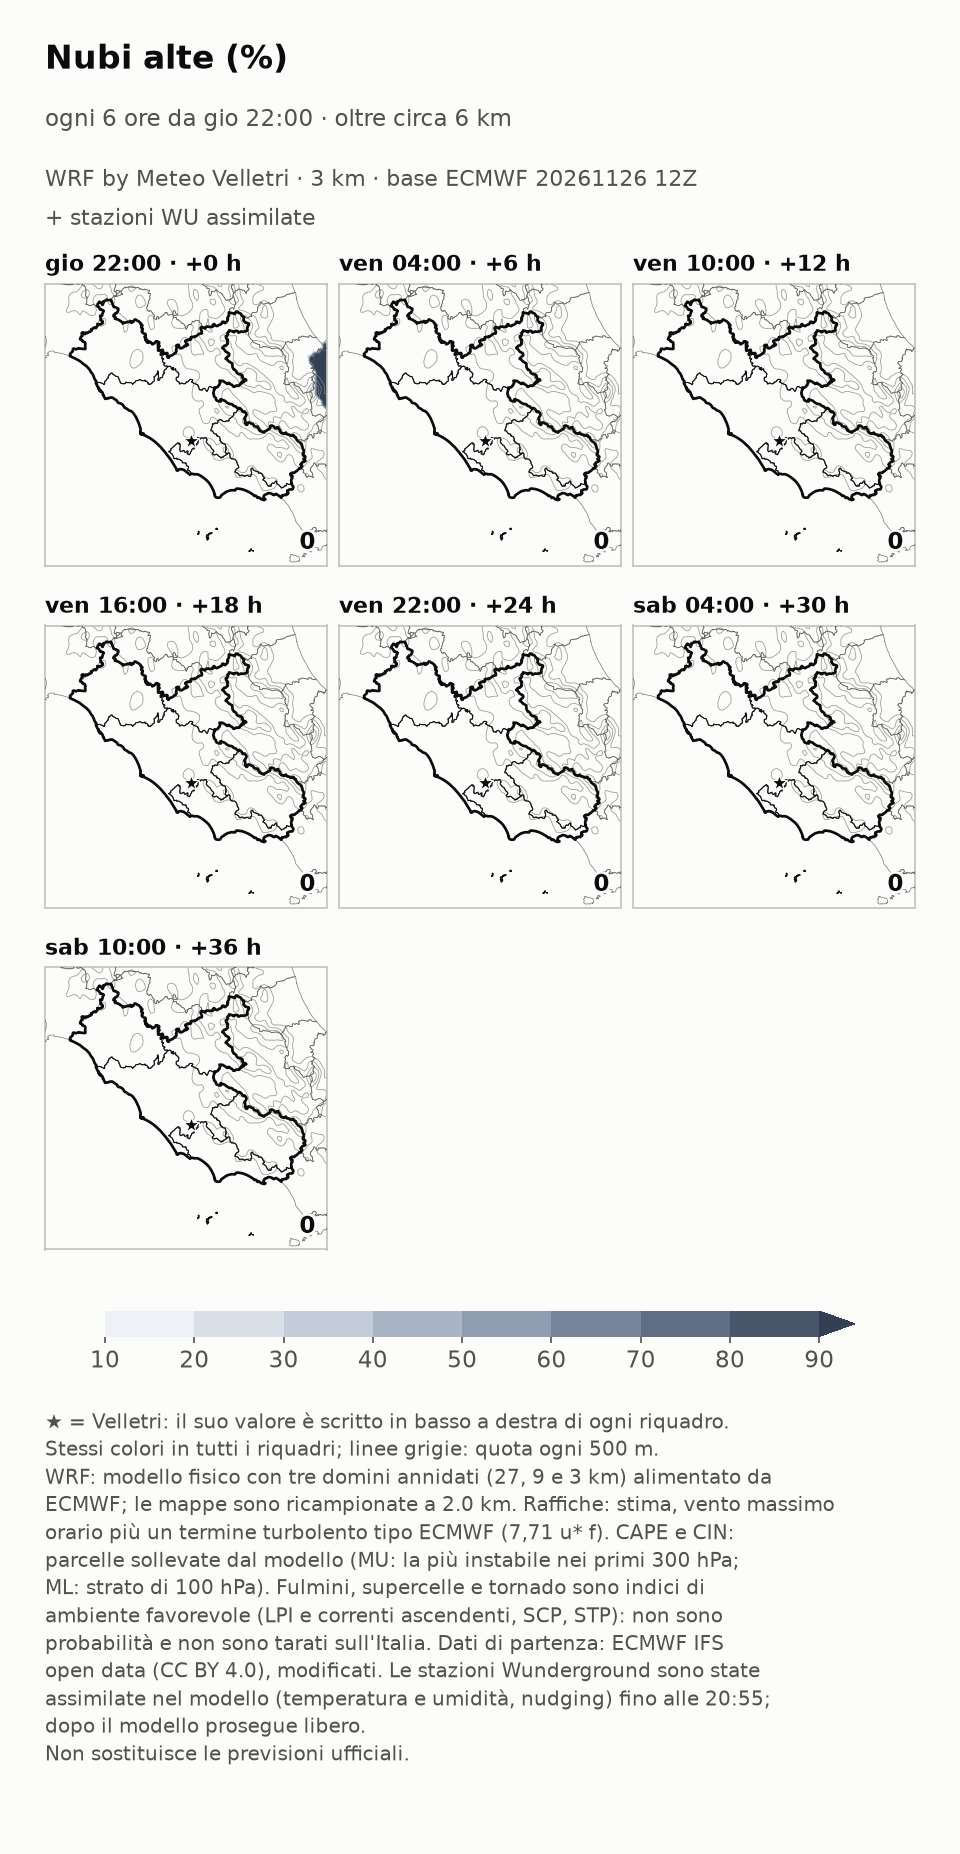 Nubi alte (%)
ogni 6 ore da gio 22:00 · oltre circa 6 km
WRF by Meteo Velletri · 3 km · base ECMWF 20261126 12Z
+ stazioni WU assimilate
gio 22:00 · +0 h
0
ven 04:00 · +6 h
0
ven 10:00 · +12 h
0
ven 16:00 · +18 h
0
ven 22:00 · +24 h
0
sab 04:00 · +30 h
0
sab 10:00 · +36 h
0
10 20 30 40 50 60 70 80 90
★ = Velletri: il suo valore è scritto in basso a destra di ogni riquadro.
Stessi colori in tutti i riquadri; linee grigie: quota ogni 500 m.
WRF: modello fisico con tre domini annidati (27, 9 e 3 km) alimentato da
ECMWF; le mappe sono ricampionate a 2.0 km. Raffiche: stima, vento massimo
orario più un termine turbolento tipo ECMWF (7,71 u* f). CAPE e CIN:
parcelle sollevate dal modello (MU: la più instabile nei primi 300 hPa;
ML: strato di 100 hPa). Fulmini, supercelle e tornado sono indici di
ambiente favorevole (LPI e correnti ascendenti, SCP, STP): non sono
probabilità e non sono tarati sull'Italia. Dati di partenza: ECMWF IFS
open data (CC BY 4.0), modificati. Le stazioni Wunderground sono state
assimilate nel modello (temperatura e umidità, nudging) fino alle 20:55;
dopo il modello prosegue libero.
Non sostituisce le previsioni ufficiali.